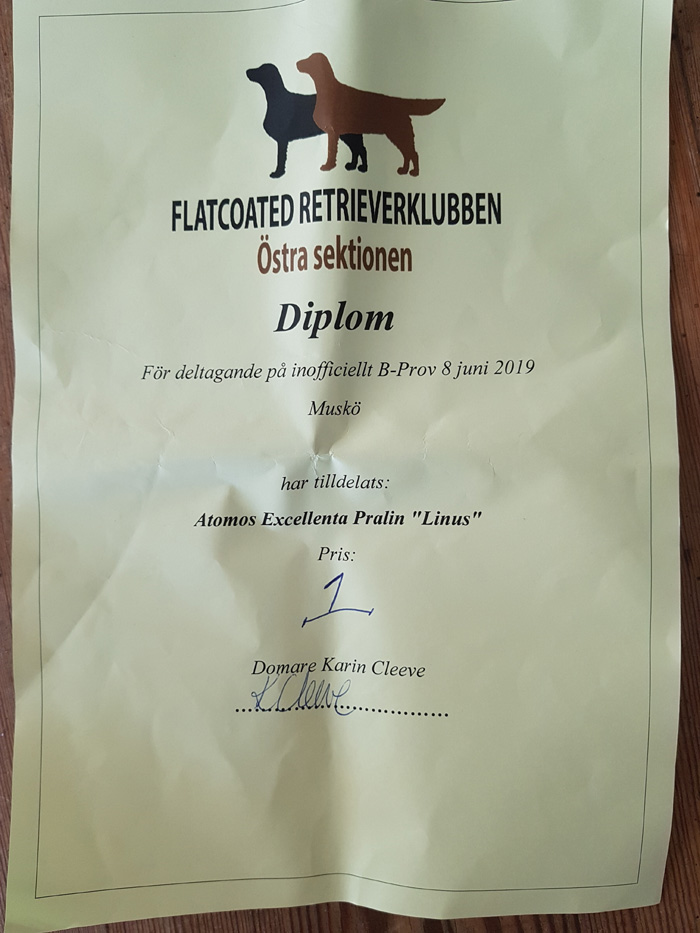 FLATCOATED RETRIEVERKLUBBEN
Östra sektionen
Diplom
För deltagande på inofficiellt B-Prov 8 juni 2019
Muskö
har tilldelats:
Atomos Excellenta Pralin "Linus"
Pris:
1
Domare Karin Cleeve
K Cleeve